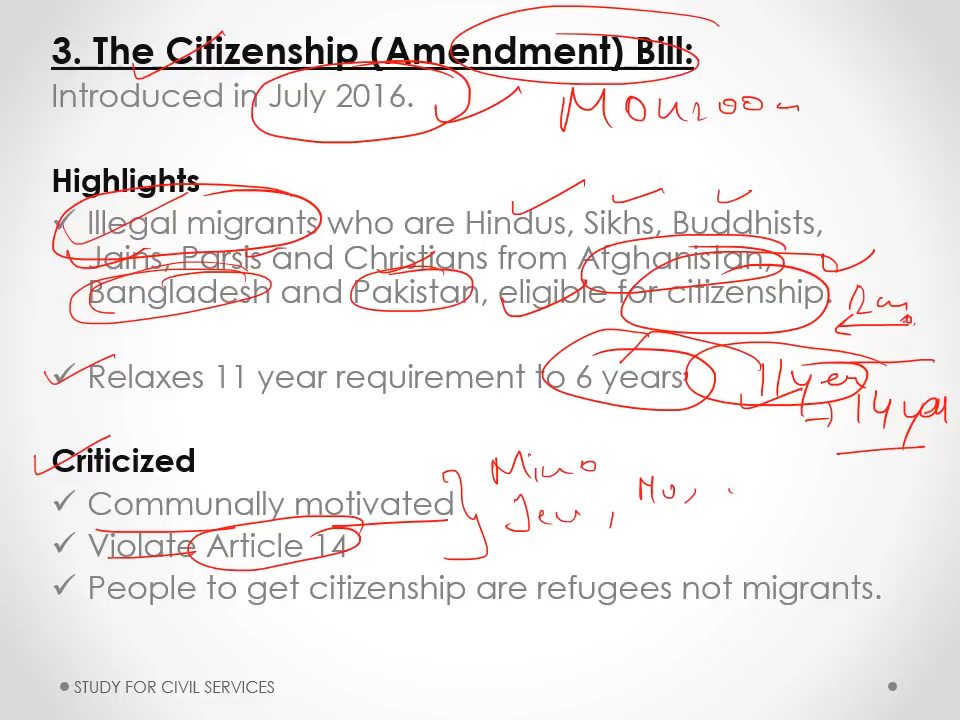 3. The Citizenship (Amendment) Bill:
Introduced in July 2016.
Monsoon
Highlights
✓ Illegal migrants who are Hindus, Sikhs, Buddhists,
Jains, Parsis and Christians from Afghanistan,
Bangladesh and Pakistan, eligible for citizenship.
✓ Relaxes 11 year requirement to 6 years
11 year
14 year
Criticized
✓ Communally motivated
✓ Violate Article 14
✓ People to get citizenship are refugees not migrants.
STUDY FOR CIVIL SERVICES